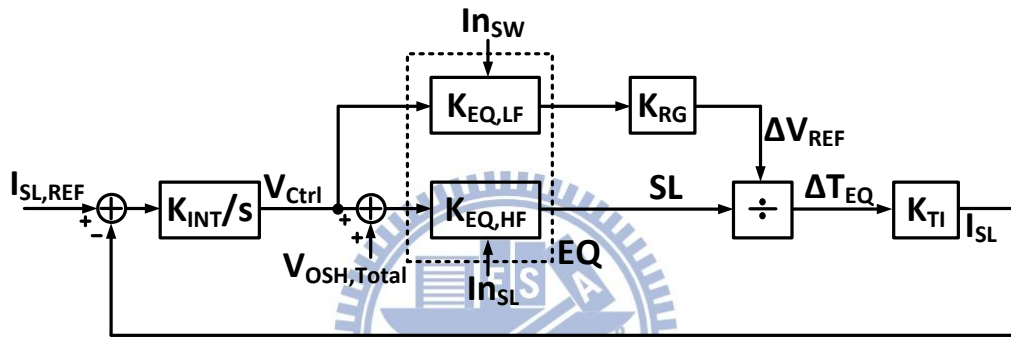 In_SW
K_EQ,LF
K_RG
ΔV_REF
I_SL,REF
+
-
K_INT/s
V_Ctrl
+
+
K_EQ,HF
SL
÷
ΔT_EQ
K_TI
I_SL
V_OSH,Total
In_SL
EQ
E S A